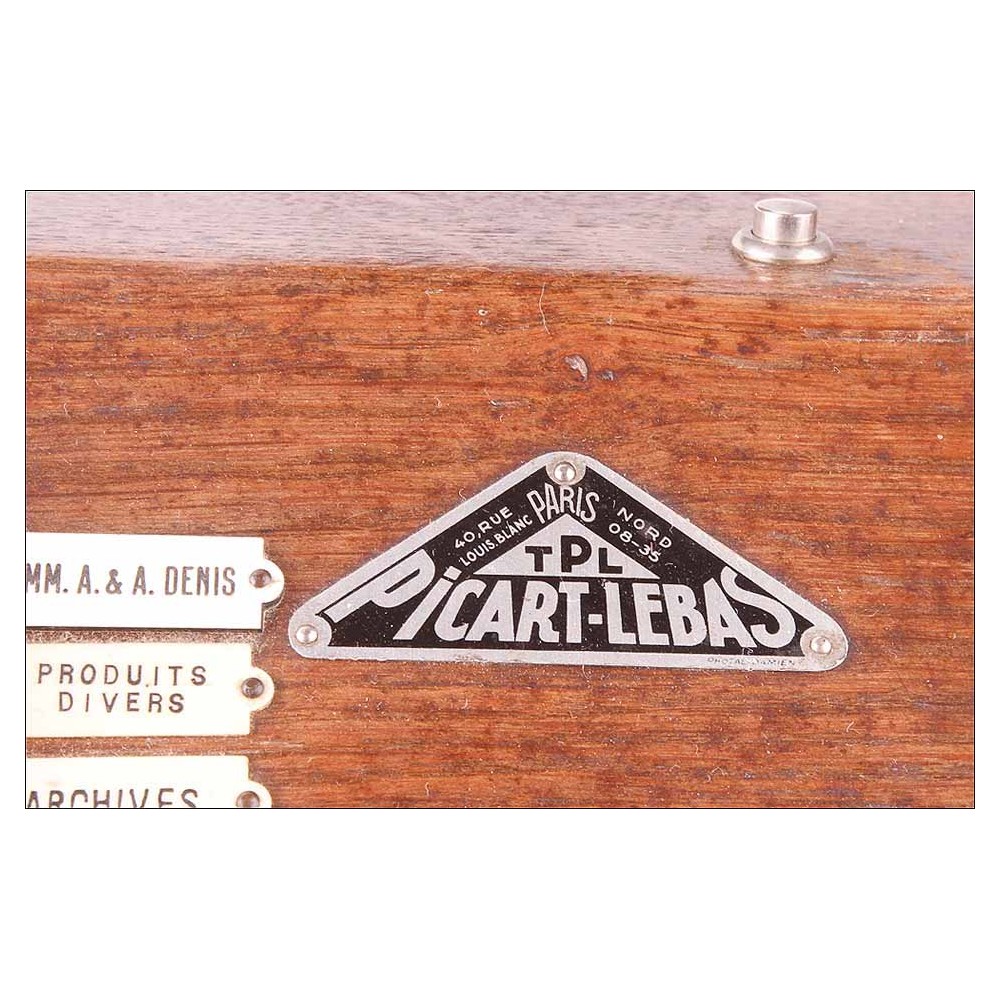 40, RUE
LOUIS.BLANC
PARIS
NORD
08-35
TPL
PICART-LEBAS
MM. A. & A. DENIS
PRODUITS
DIVERS
ARCHIVES